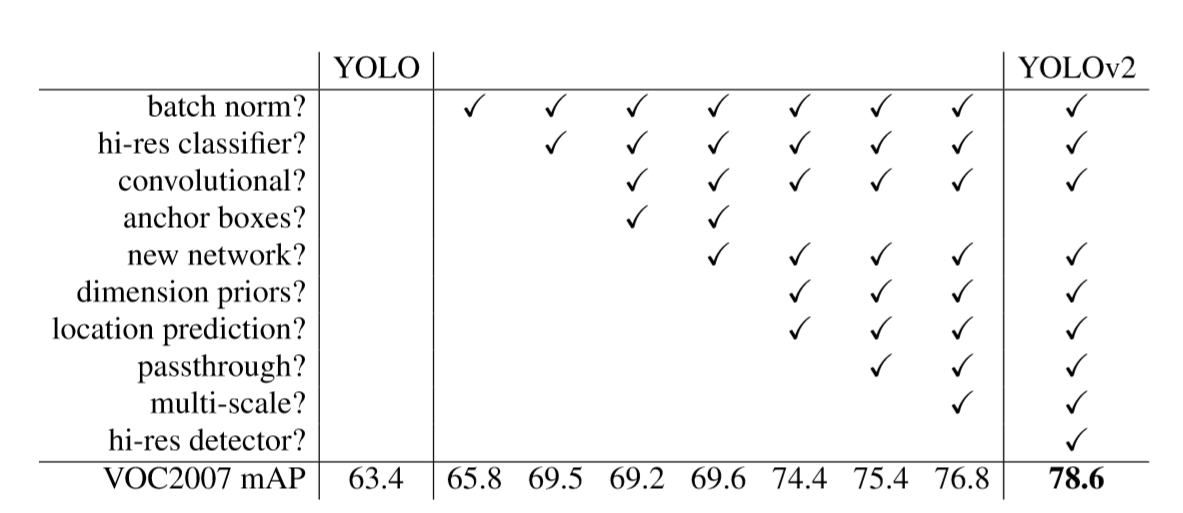 YOLO YOLOv2
batch norm? ✓ ✓ ✓ ✓ ✓ ✓ ✓ ✓
hi-res classifier? ✓ ✓ ✓ ✓ ✓ ✓ ✓
convolutional? ✓ ✓ ✓ ✓ ✓ ✓
anchor boxes? ✓ ✓
new network? ✓ ✓ ✓ ✓ ✓
dimension priors? ✓ ✓ ✓ ✓
location prediction? ✓ ✓ ✓ ✓
passthrough? ✓ ✓ ✓
multi-scale? ✓ ✓
hi-res detector? ✓
VOC2007 mAP 63.4 65.8 69.5 69.2 69.6 74.4 75.4 76.8 78.6